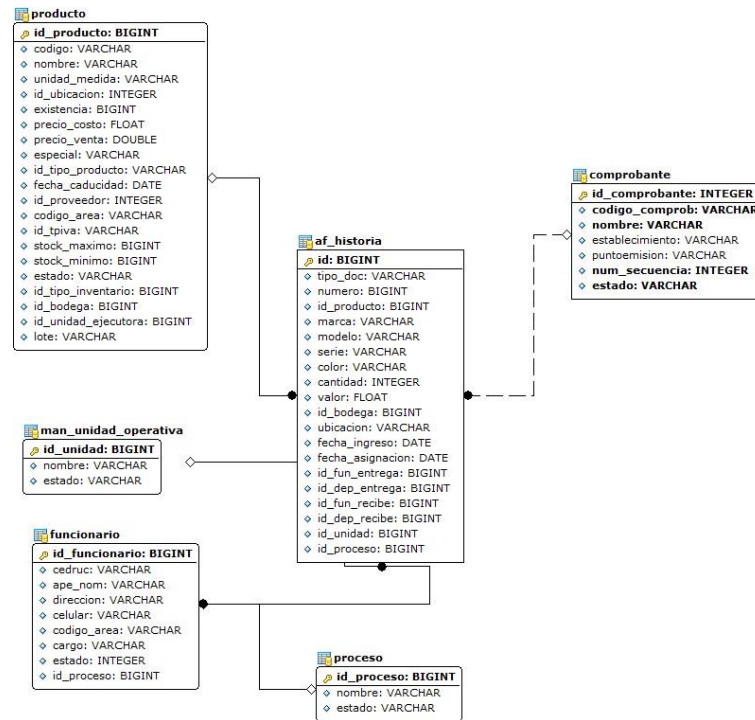 producto
id_producto: BIGINT
codigo: VARCHAR
nombre: VARCHAR
unidad_medida: VARCHAR
id_ubicacion: INTEGER
existencia: BIGINT
precio_costo: FLOAT
precio_venta: DOUBLE
especial: VARCHAR
id_tipo_producto: VARCHAR
fecha_caducidad: DATE
id_proveedor: INTEGER
codigo_area: VARCHAR
id_tpiva: VARCHAR
stock_maximo: BIGINT
stock_minimo: BIGINT
estado: VARCHAR
id_tipo_inventario: BIGINT
id_bodega: BIGINT
id_unidad_ejecutora: BIGINT
lote: VARCHAR
comprobante
id_comprobante: INTEGER
codigo_comprob: VARCHAR
nombre: VARCHAR
establecimiento: VARCHAR
puntoemision: VARCHAR
num_secuencia: INTEGER
estado: VARCHAR
af_historia
id: BIGINT
tipo_doc: VARCHAR
numero: BIGINT
id_producto: BIGINT
marca: VARCHAR
modelo: VARCHAR
serie: VARCHAR
color: VARCHAR
cantidad: INTEGER
valor: FLOAT
id_bodega: BIGINT
ubicacion: VARCHAR
fecha_ingreso: DATE
fecha_asignacion: DATE
id_fun_entrega: BIGINT
id_dep_entrega: BIGINT
id_fun_recibe: BIGINT
id_dep_recibe: BIGINT
id_unidad: BIGINT
id_proceso: BIGINT
man_unidad_operativa
id_unidad: BIGINT
nombre: VARCHAR
estado: VARCHAR
funcionario
id_funcionario: BIGINT
cedruc: VARCHAR
ape_nom: VARCHAR
direccion: VARCHAR
celular: VARCHAR
codigo_area: VARCHAR
cargo: VARCHAR
estado: INTEGER
id_proceso: BIGINT
proceso
id_proceso: BIGINT
nombre: VARCHAR
estado: VARCHAR